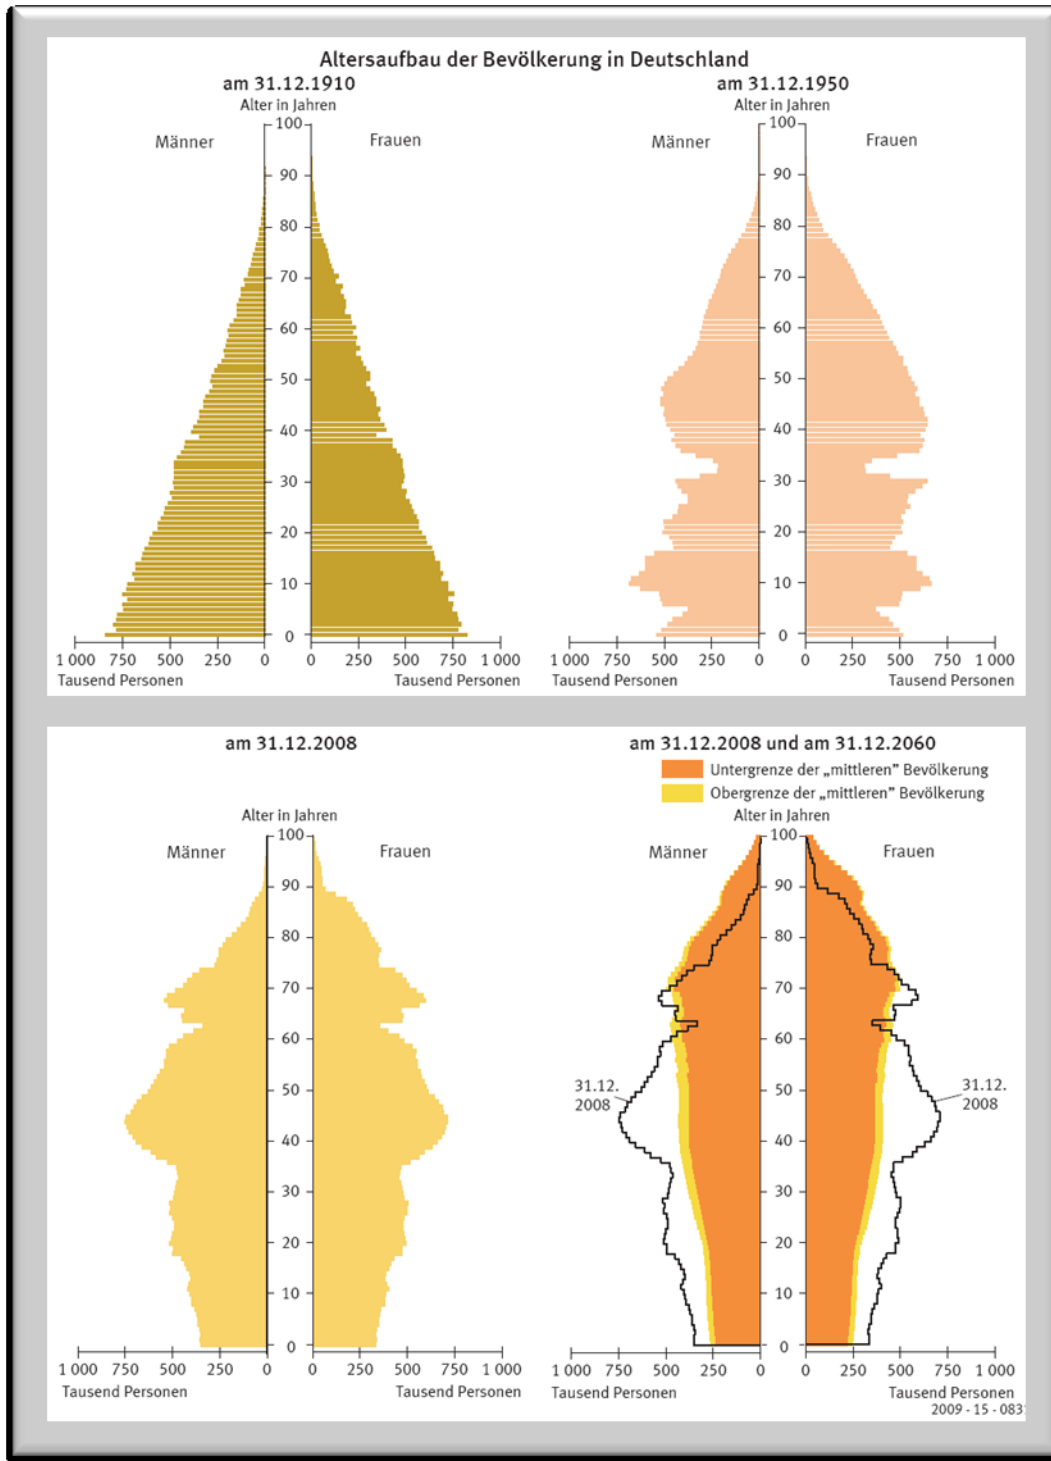 Altersaufbau der Bevölkerung in Deutschland
am 31.12.1910
Alter in Jahren
Männer
Frauen
100
90
80
70
60
50
40
30
20
10
0
1 000 750 500 250 0
0 250 500 750 1 000
Tausend Personen
Tausend Personen
am 31.12.1950
Alter in Jahren
Männer
Frauen
100
90
80
70
60
50
40
30
20
10
0
1 000 750 500 250 0
0 250 500 750 1 000
Tausend Personen
Tausend Personen
am 31.12.2008
Alter in Jahren
Männer
Frauen
100
90
80
70
60
50
40
30
20
10
0
1 000 750 500 250 0
0 250 500 750 1 000
Tausend Personen
Tausend Personen
am 31.12.2008 und am 31.12.2060
Untergrenze der „mittleren” Bevölkerung
Obergrenze der „mittleren” Bevölkerung
Alter in Jahren
Männer
Frauen
100
90
80
70
60
50
40
30
20
10
0
31.12.
2008
31.12.
2008
1 000 750 500 250 0
0 250 500 750 1 000
Tausend Personen
Tausend Personen
2009 - 15 - 083